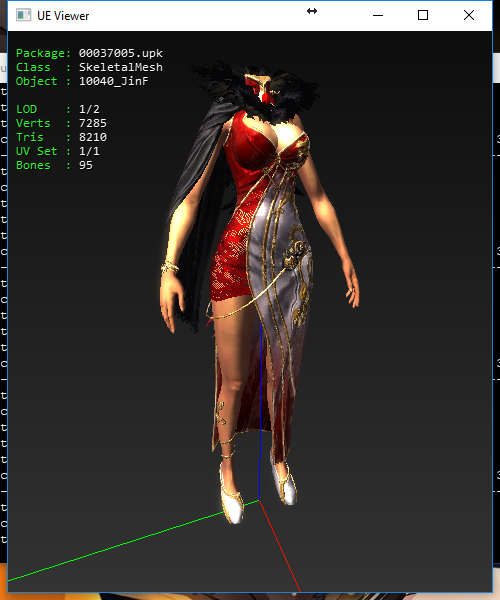 UE Viewer
Package: 00037005.upk
Class : SkeletalMesh
Object : 10040_JinF
LOD : 1/2
Verts : 7285
Tris : 8210
UV Set : 1/1
Bones : 95